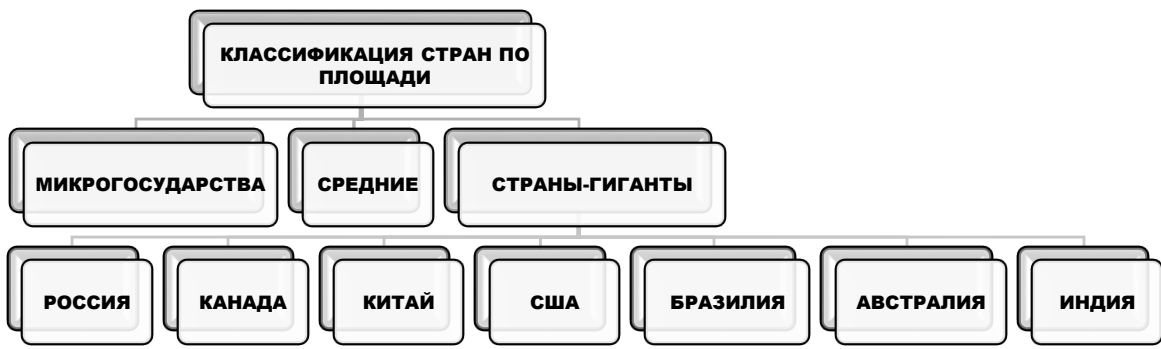 КЛАССИФИКАЦИЯ СТРАН ПО
ПЛОЩАДИ
МИКРОГОСУДАРСТВА
СРЕДНИЕ
СТРАНЫ-ГИГАНТЫ
РОССИЯ
КАНАДА
КИТАЙ
США
БРАЗИЛИЯ
АВСТРАЛИЯ
ИНДИЯ